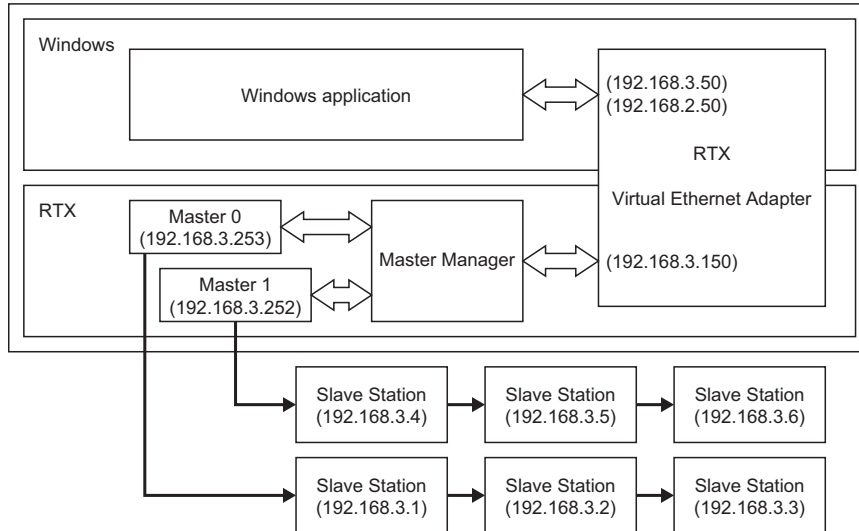 Windows
Windows application
(192.168.3.50)
(192.168.2.50)
RTX
Virtual Ethernet Adapter
(192.168.3.150)
RTX
Master 0
(192.168.3.253)
Master 1
(192.168.3.252)
Master Manager
Slave Station
(192.168.3.4)
Slave Station
(192.168.3.5)
Slave Station
(192.168.3.6)
Slave Station
(192.168.3.1)
Slave Station
(192.168.3.2)
Slave Station
(192.168.3.3)